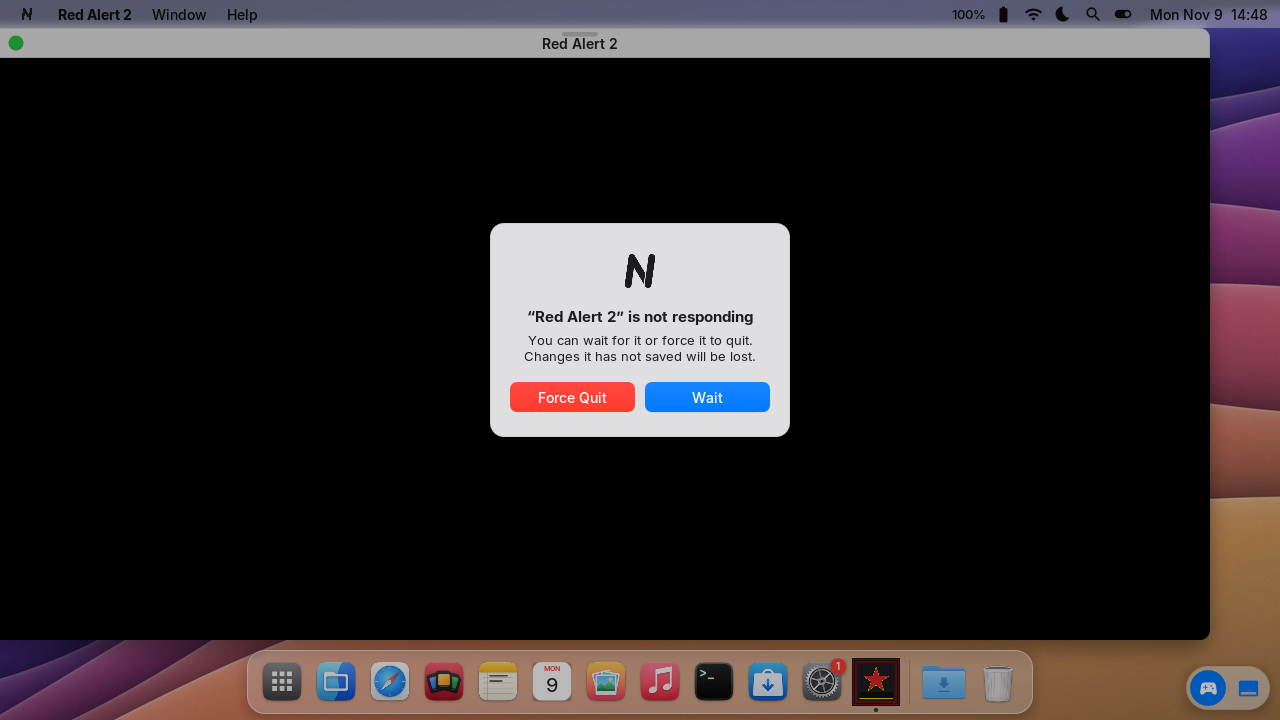 Red Alert 2 Window Help 100% Mon Nov 9 14:48
Red Alert 2
“Red Alert 2” is not responding
You can wait for it or force it to quit.
Changes it has not saved will be lost.
Force Quit Wait
MON
9
>_
1